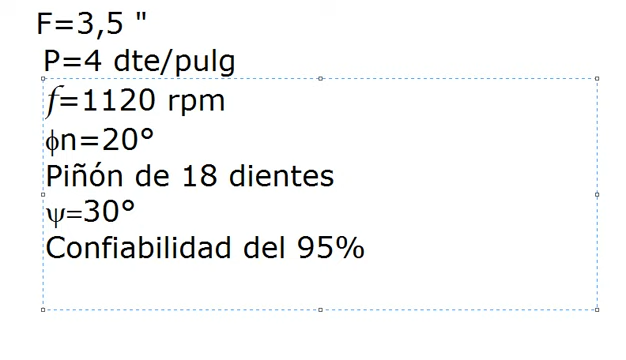 F=3,5 "
P=4 dte/pulg
f=1120 rpm
ϕn=20°
Piñón de 18 dientes
ψ=30°
Confiabilidad del 95%